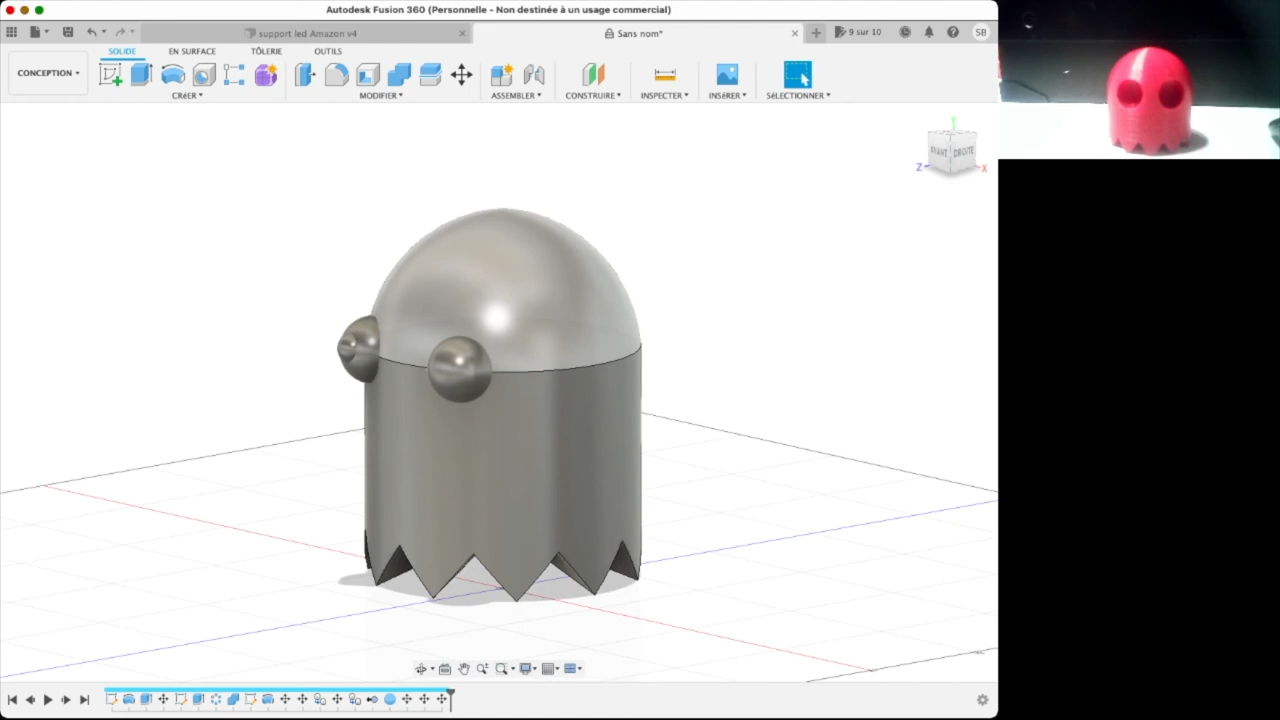 Autodesk Fusion 360 (Personnelle - Non destinée à un usage commercial)
support led Amazon v4
Sans nom*
9 sur 10
SB
SOLIDE
EN SURFACE
TÔLERIE
OUTILS
CONCEPTION
CRÉER
MODIFIER
ASSEMBLER
CONSTRUIRE
INSPECTER
INSÉRER
SÉLECTIONNER
Y
AVANT
DROITE
Z
X